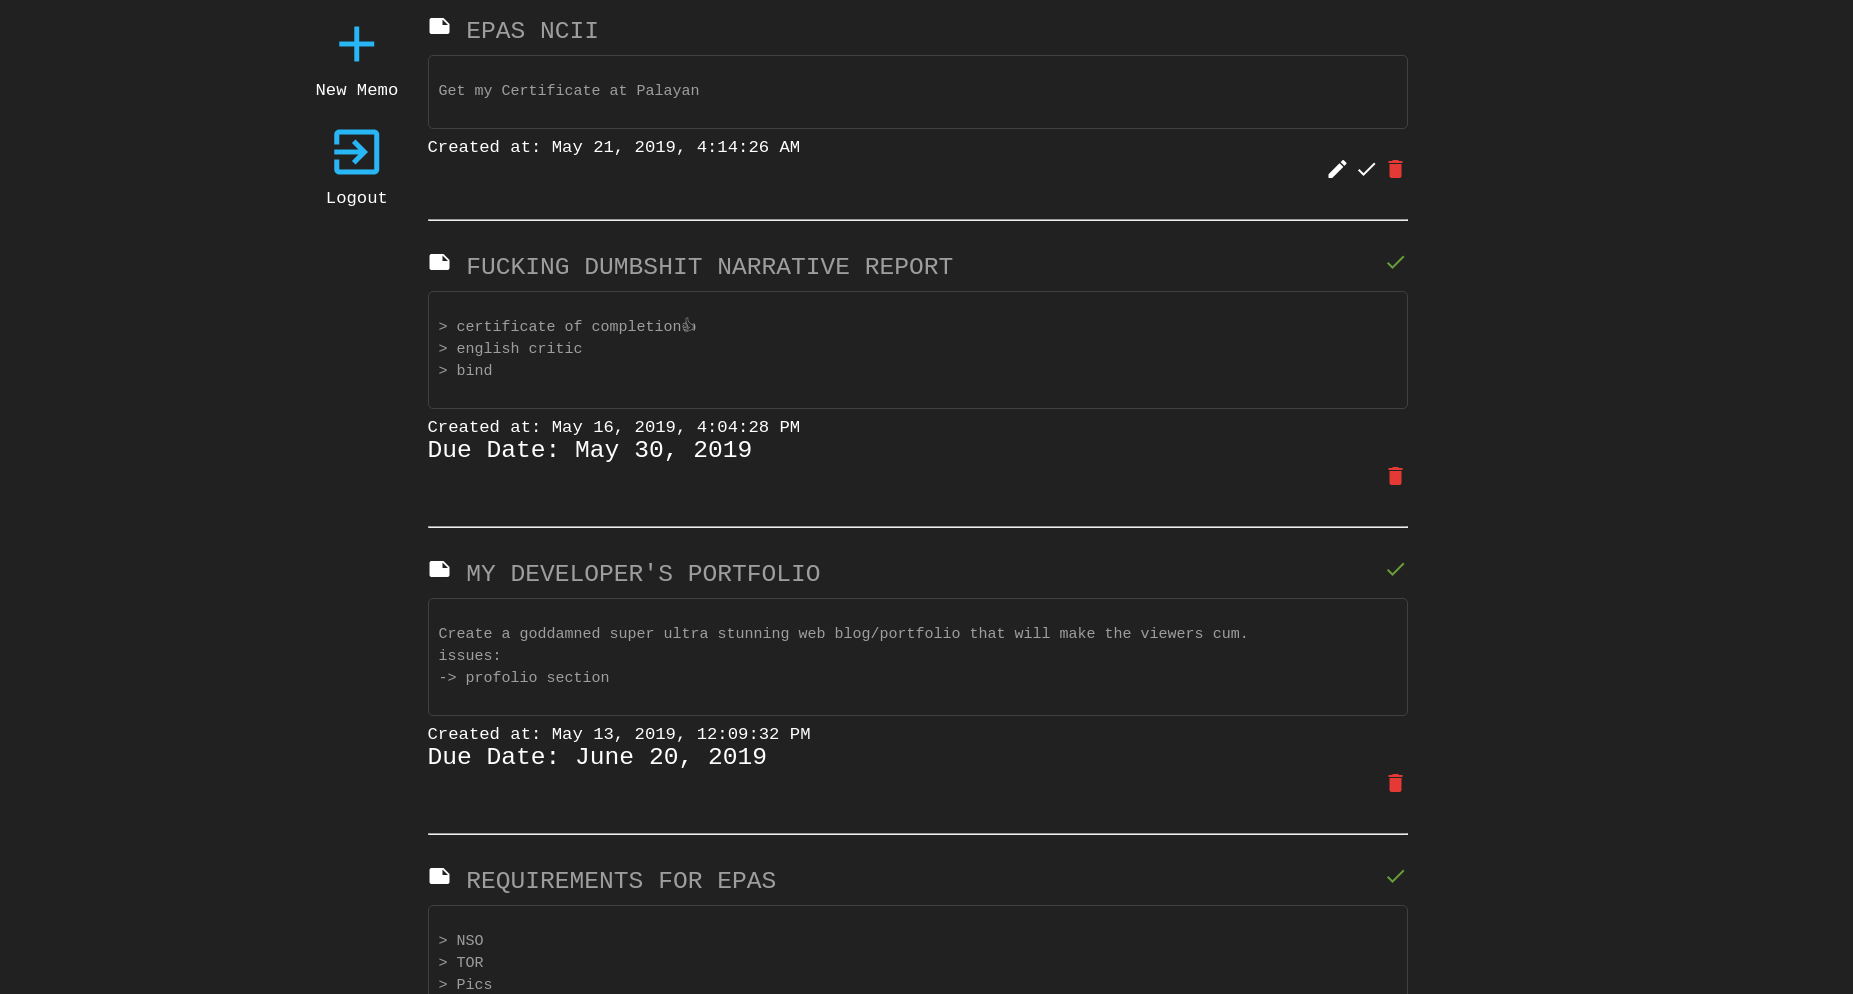 New Memo
Logout
EPAS NCII
Get my Certificate at Palayan
Created at: May 21, 2019, 4:14:26 AM
FUCKING DUMBSHIT NARRATIVE REPORT
> certificate of completion👍
> english critic
> bind
Created at: May 16, 2019, 4:04:28 PM
Due Date: May 30, 2019
MY DEVELOPER'S PORTFOLIO
Create a goddamned super ultra stunning web blog/portfolio that will make the viewers cum.
issues:
-> profolio section
Created at: May 13, 2019, 12:09:32 PM
Due Date: June 20, 2019
REQUIREMENTS FOR EPAS
> NSO
> TOR
> Pics